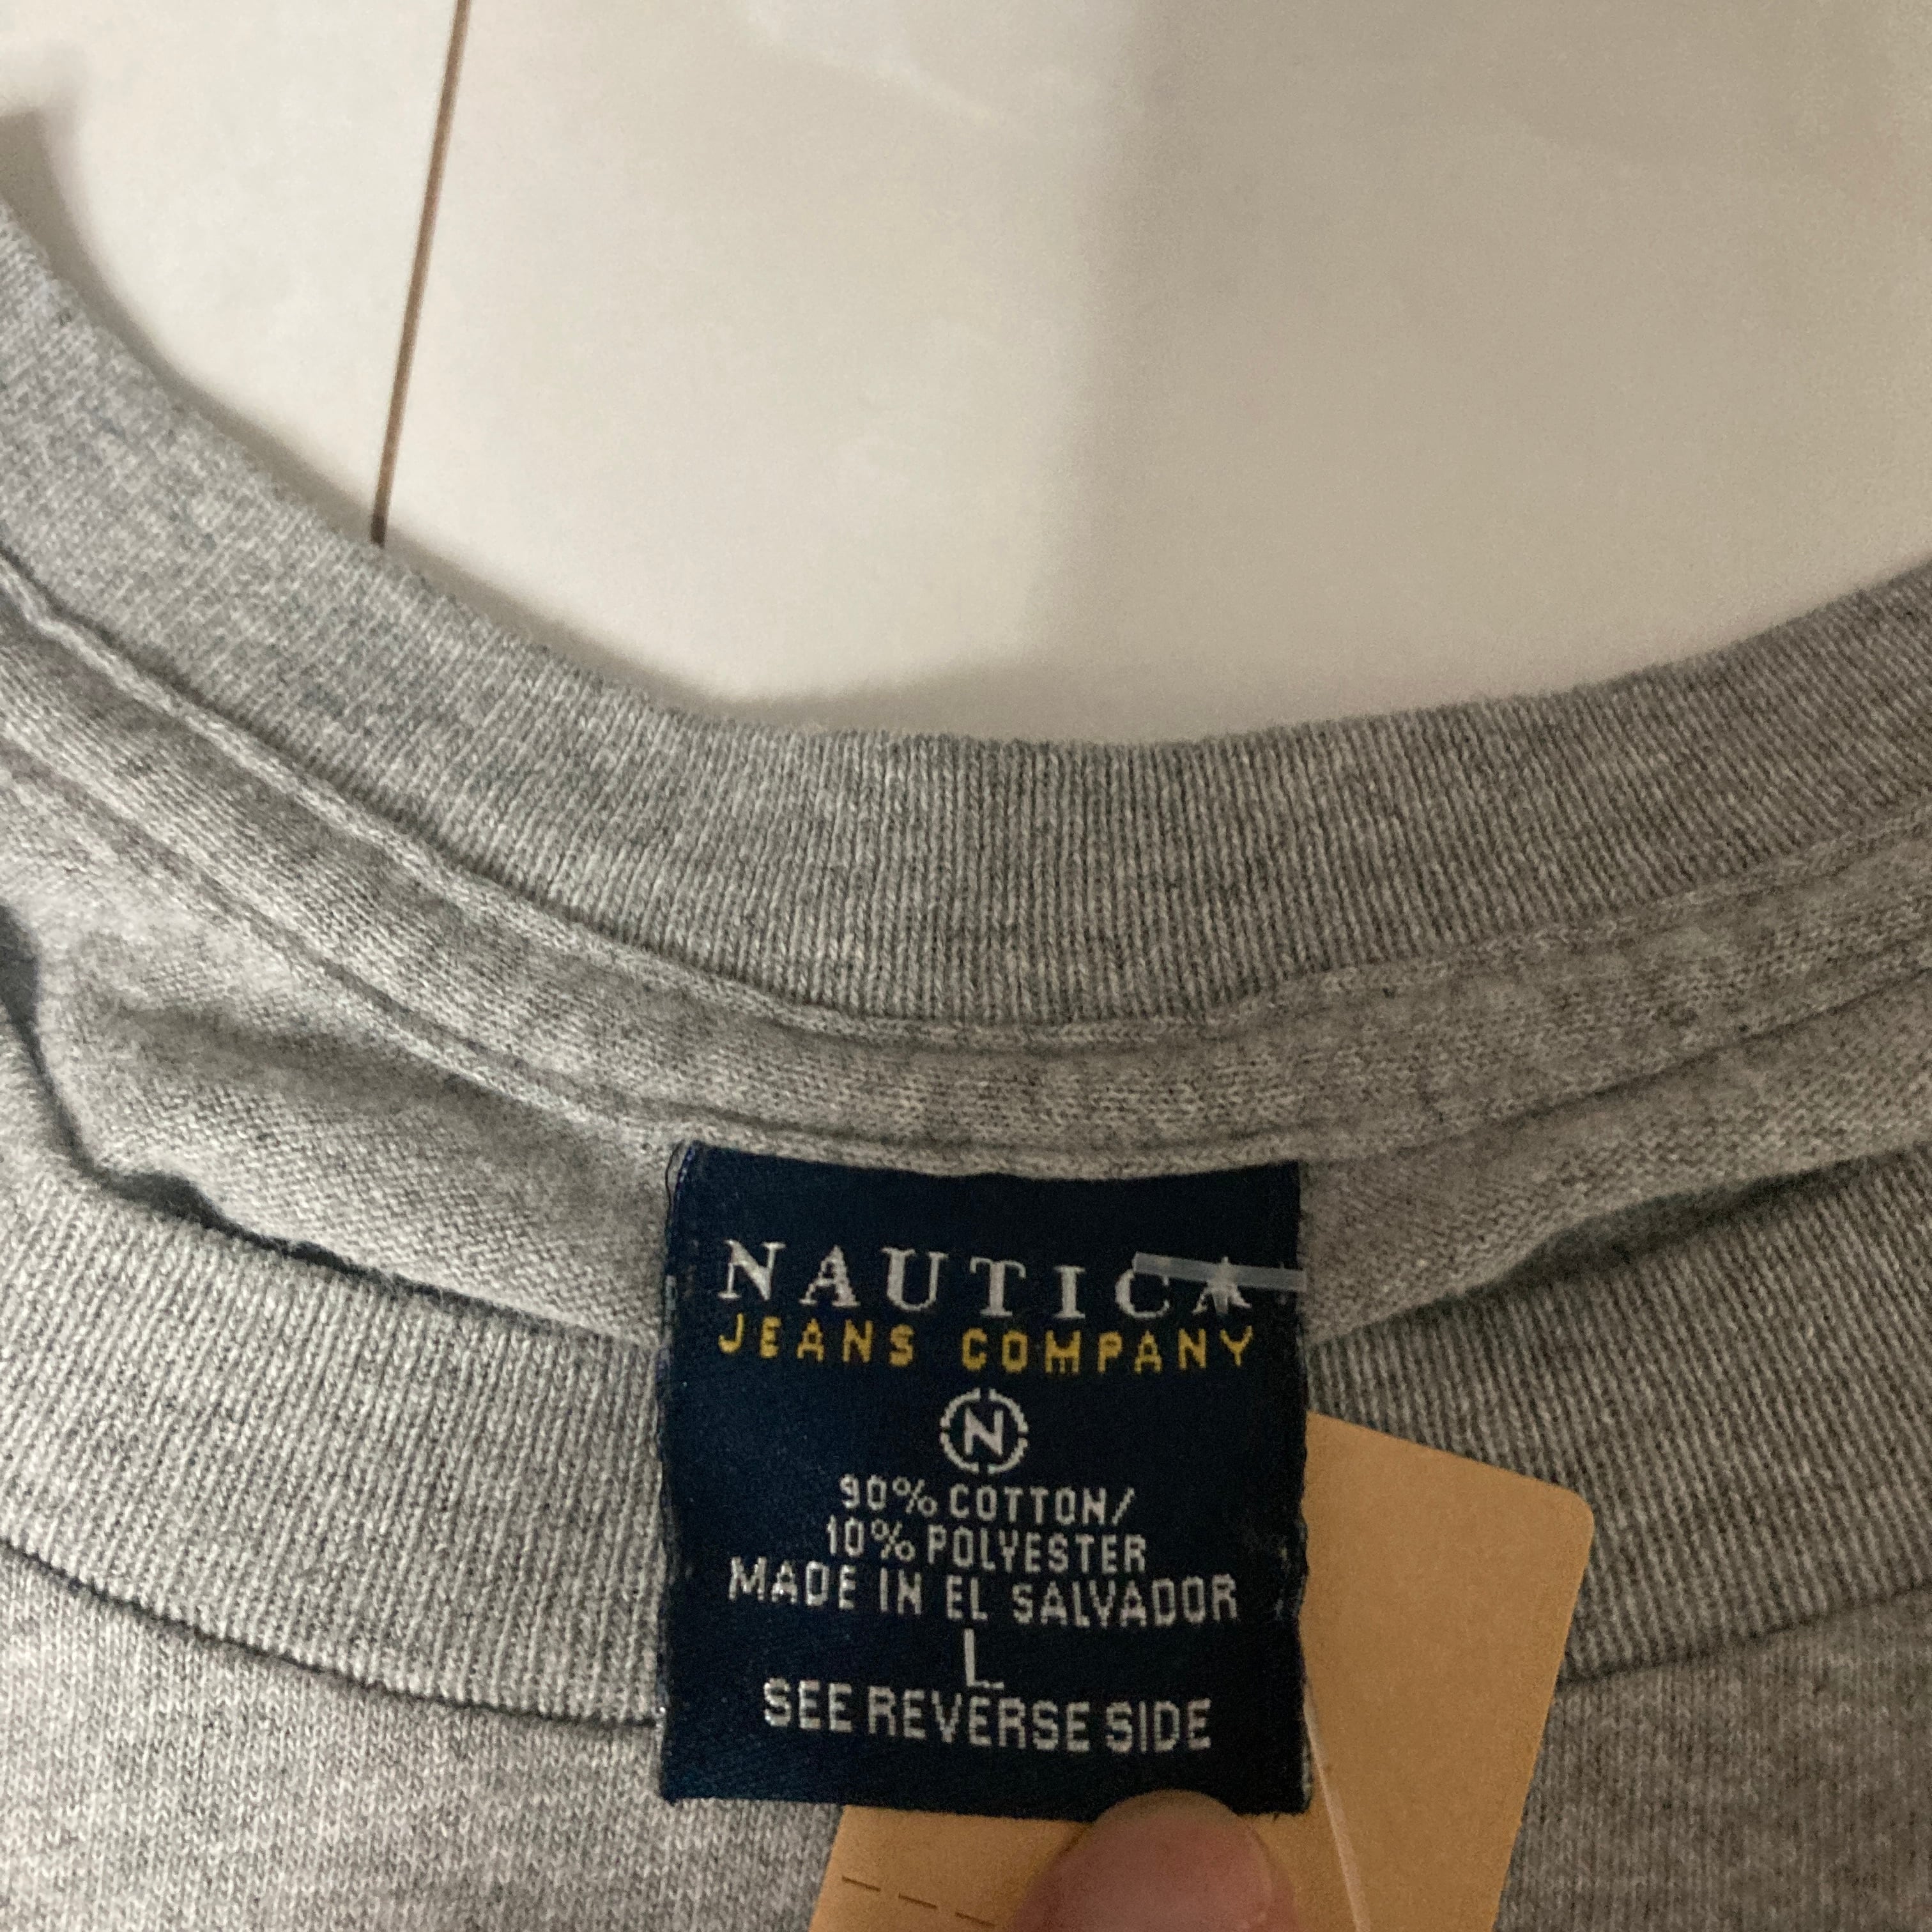 NAUTICA
JEANS COMPANY
N
90% COTTON/
10% POLYESTER
MADE IN EL SALVADOR
L
SEE REVERSE SIDE